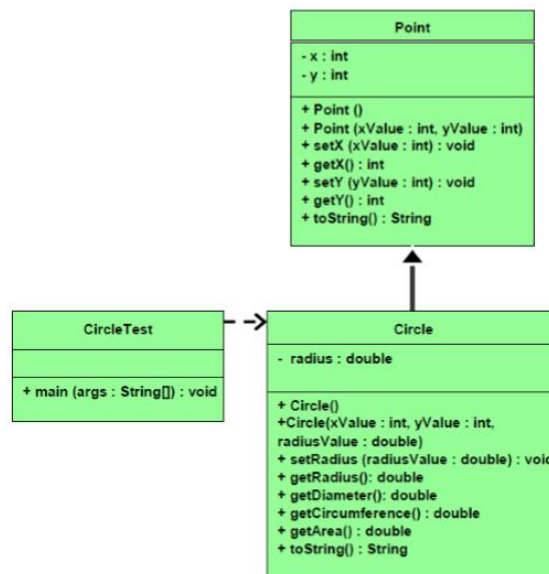 Point
- x : int
- y : int
+ Point ()
+ Point (xValue : int, yValue : int)
+ setX (xValue : int) : void
+ getX() : int
+ setY (yValue : int) : void
+ getY() : int
+ toString() : String
CircleTest
+ main (args : String[]) : void
Circle
- radius : double
+ Circle()
+Circle(xValue : int, yValue : int,
radiusValue : double)
+ setRadius (radiusValue : double) : void
+ getRadius(): double
+ getDiameter(): double
+ getCircumference() : double
+ getArea() : double
+ toString() : String